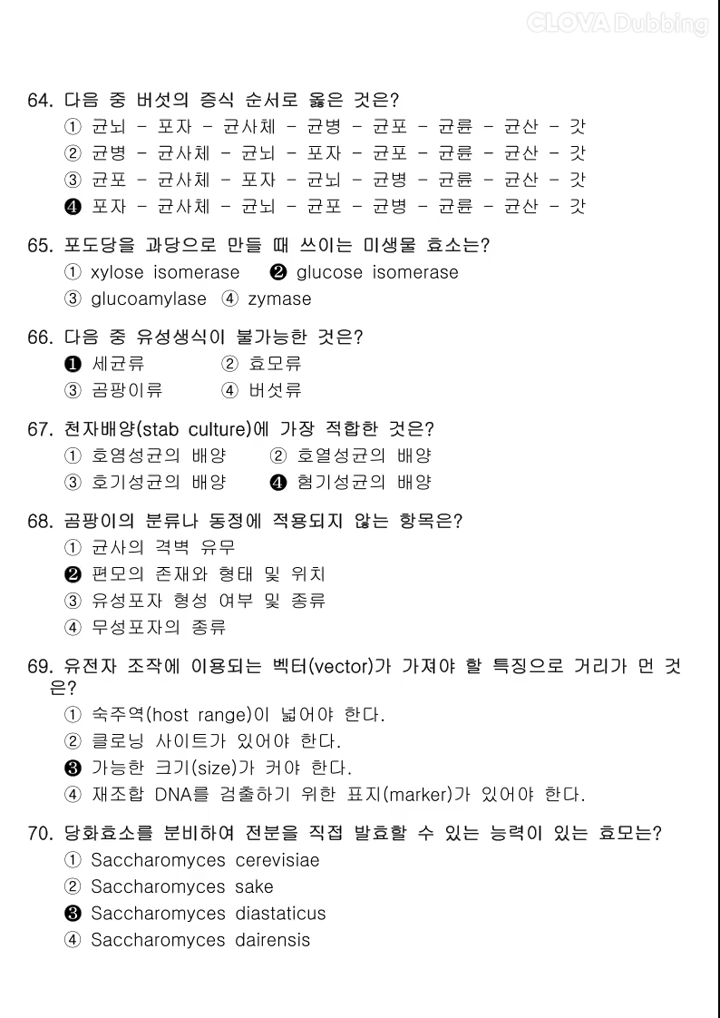 CLOVA Dubbing
64. 다음 중 버섯의 증식 순서로 옳은 것은?
① 균뇌 - 포자 - 균사체 - 균병 - 균포 - 균륜 - 균산 - 갓
② 균병 - 균사체 - 균뇌 - 포자 - 균포 - 균륜 - 균산 - 갓
③ 균포 - 균사체 - 포자 - 균뇌 - 균병 - 균륜 - 균산 - 갓
❹ 포자 - 균사체 - 균뇌 - 균포 - 균병 - 균륜 - 균산 - 갓
65. 포도당을 과당으로 만들 때 쓰이는 미생물 효소는?
① xylose isomerase ❷ glucose isomerase
③ glucoamylase ④ zymase
66. 다음 중 유성생식이 불가능한 것은?
❶ 세균류 ② 효모류
③ 곰팡이류 ④ 버섯류
67. 천자배양(stab culture)에 가장 적합한 것은?
① 호염성균의 배양 ② 호열성균의 배양
③ 호기성균의 배양 ❹ 혐기성균의 배양
68. 곰팡이의 분류나 동정에 적용되지 않는 항목은?
① 균사의 격벽 유무
❷ 편모의 존재와 형태 및 위치
③ 유성포자 형성 여부 및 종류
④ 무성포자의 종류
69. 유전자 조작에 이용되는 벡터(vector)가 가져야 할 특징으로 거리가 먼 것
은?
① 숙주역(host range)이 넓어야 한다.
② 클로닝 사이트가 있어야 한다.
❸ 가능한 크기(size)가 커야 한다.
④ 재조합 DNA를 검출하기 위한 표지(marker)가 있어야 한다.
70. 당화효소를 분비하여 전분을 직접 발효할 수 있는 능력이 있는 효모는?
① Saccharomyces cerevisiae
② Saccharomyces sake
❸ Saccharomyces diastaticus
④ Saccharomyces dairensis